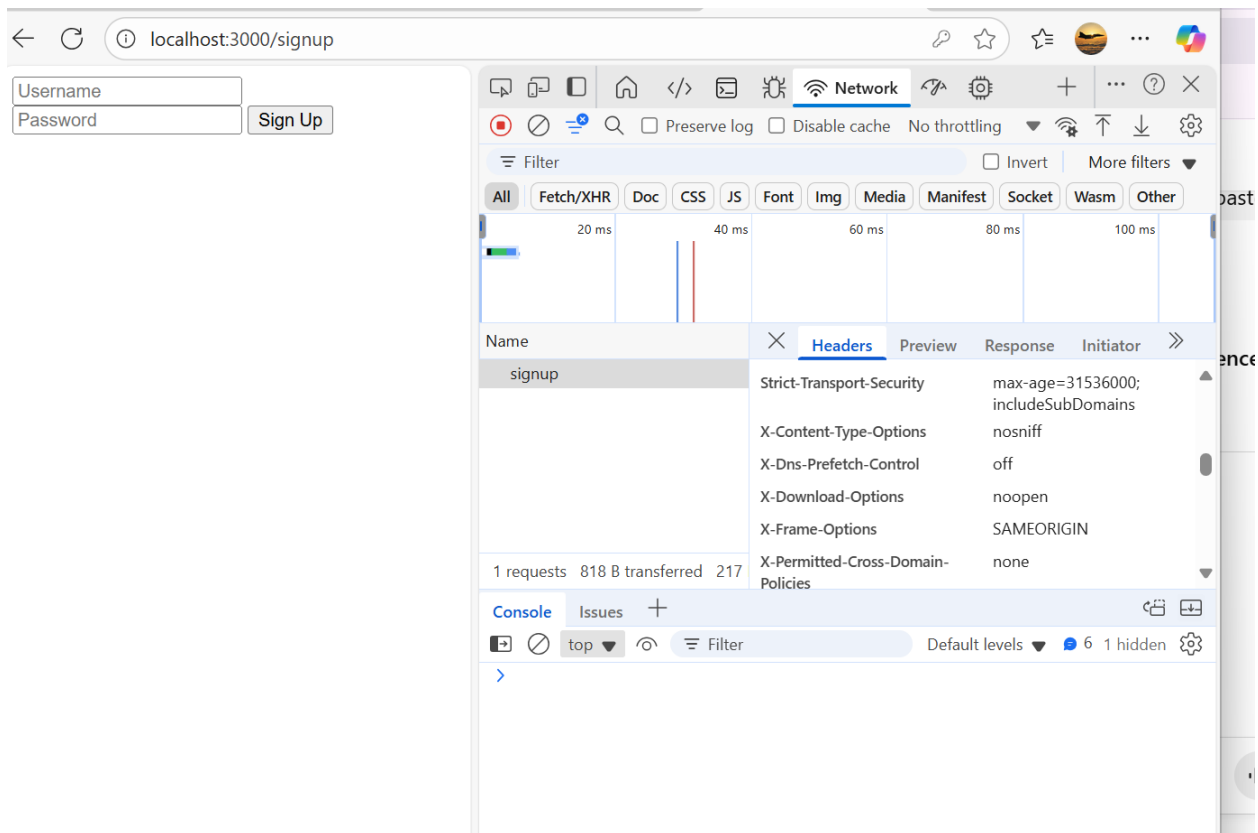 localhost:3000/signup
Username
Password Sign Up
Network
Preserve log Disable cache No throttling
Filter Invert More filters
All Fetch/XHR Doc CSS JS Font Img Media Manifest Socket Wasm Other
20 ms 40 ms 60 ms 80 ms 100 ms
Name
signup
1 requests 818 B transferred 217
Headers Preview Response Initiator
Strict-Transport-Security max-age=31536000;
includeSubDomains
X-Content-Type-Options nosniff
X-Dns-Prefetch-Control off
X-Download-Options noopen
X-Frame-Options SAMEORIGIN
X-Permitted-Cross-Domain- none
Policies
Console Issues
top Filter Default levels 6 1 hidden